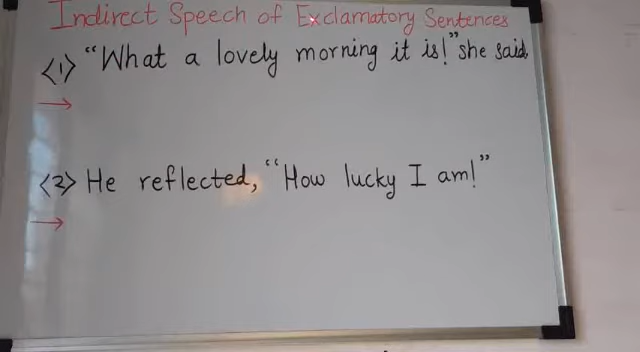 Indirect Speech of Exclamatory Sentences
<1> "What a lovely morning it is!" she said.
→
<2> He reflected, "How lucky I am!"
→